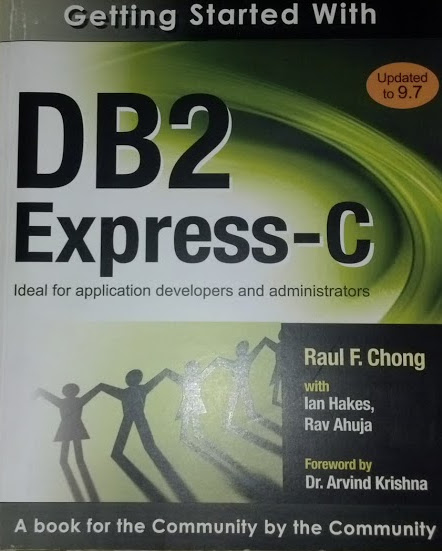 Getting Started With
Updated
to 9.7
DB2
Express-C
Ideal for application developers and administrators
Raul F. Chong
with
Ian Hakes,
Rav Ahuja
Foreword by
Dr. Arvind Krishna
A book for the Community by the Community